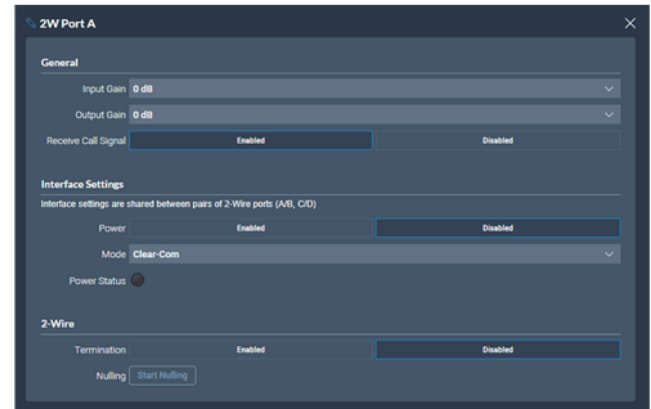 2W Port A
General
Input Gain 0 dB
Output Gain 0 dB
Receive Call Signal Enabled Disabled
Interface Settings
Interface settings are shared between pairs of 2-Wire ports (A/B, C/D)
Power Enabled Disabled
Mode Clear-Com
Power Status
2-Wire
Termination Enabled Disabled
Nulling Start Nulling